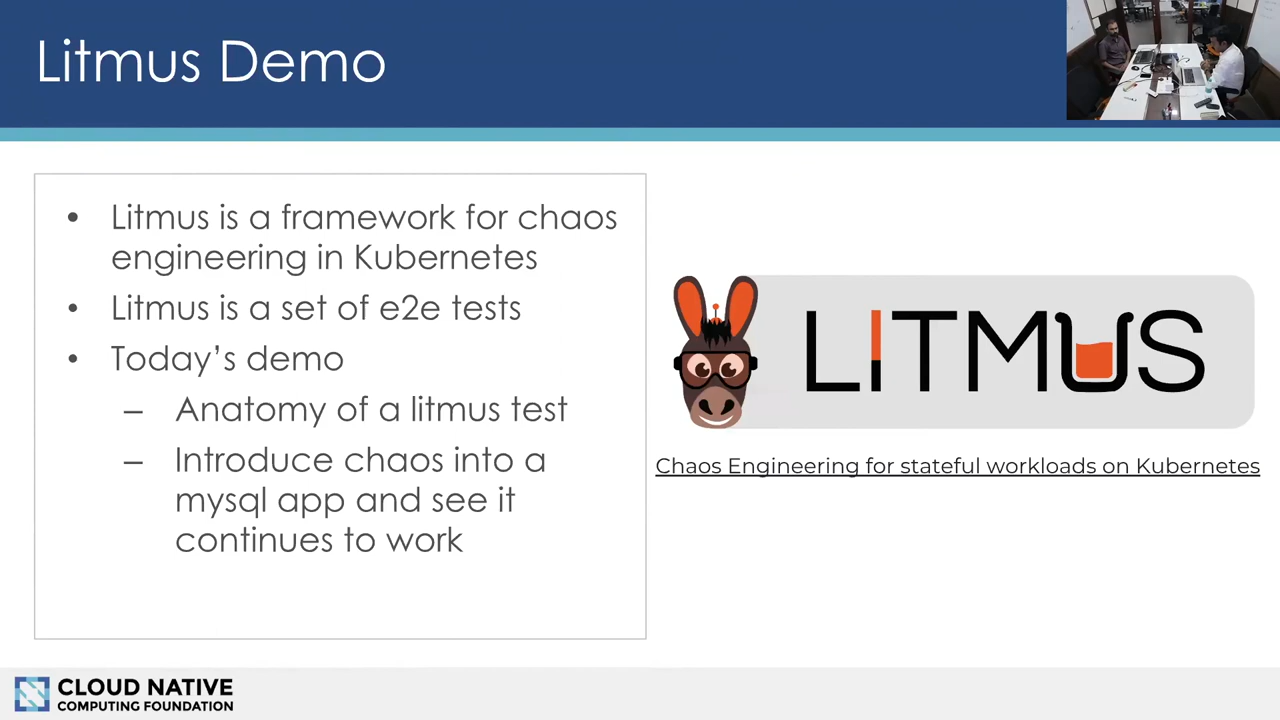 Litmus Demo
• Litmus is a framework for chaos
engineering in Kubernetes
• Litmus is a set of e2e tests
• Today’s demo
– Anatomy of a litmus test
– Introduce chaos into a
mysql app and see it
continues to work
LITMUS
Chaos Engineering for stateful workloads on Kubernetes
CLOUD NATIVE
COMPUTING FOUNDATION